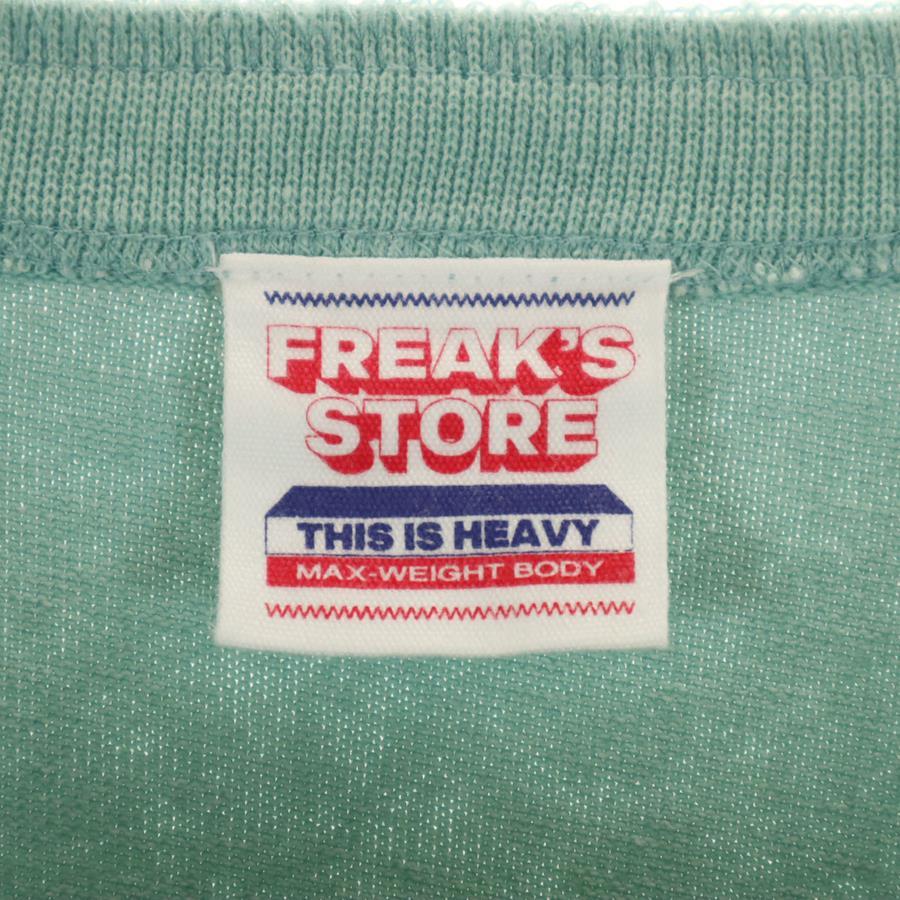 FREAK'S
STORE
THIS IS HEAVY
MAX-WEIGHT BODY